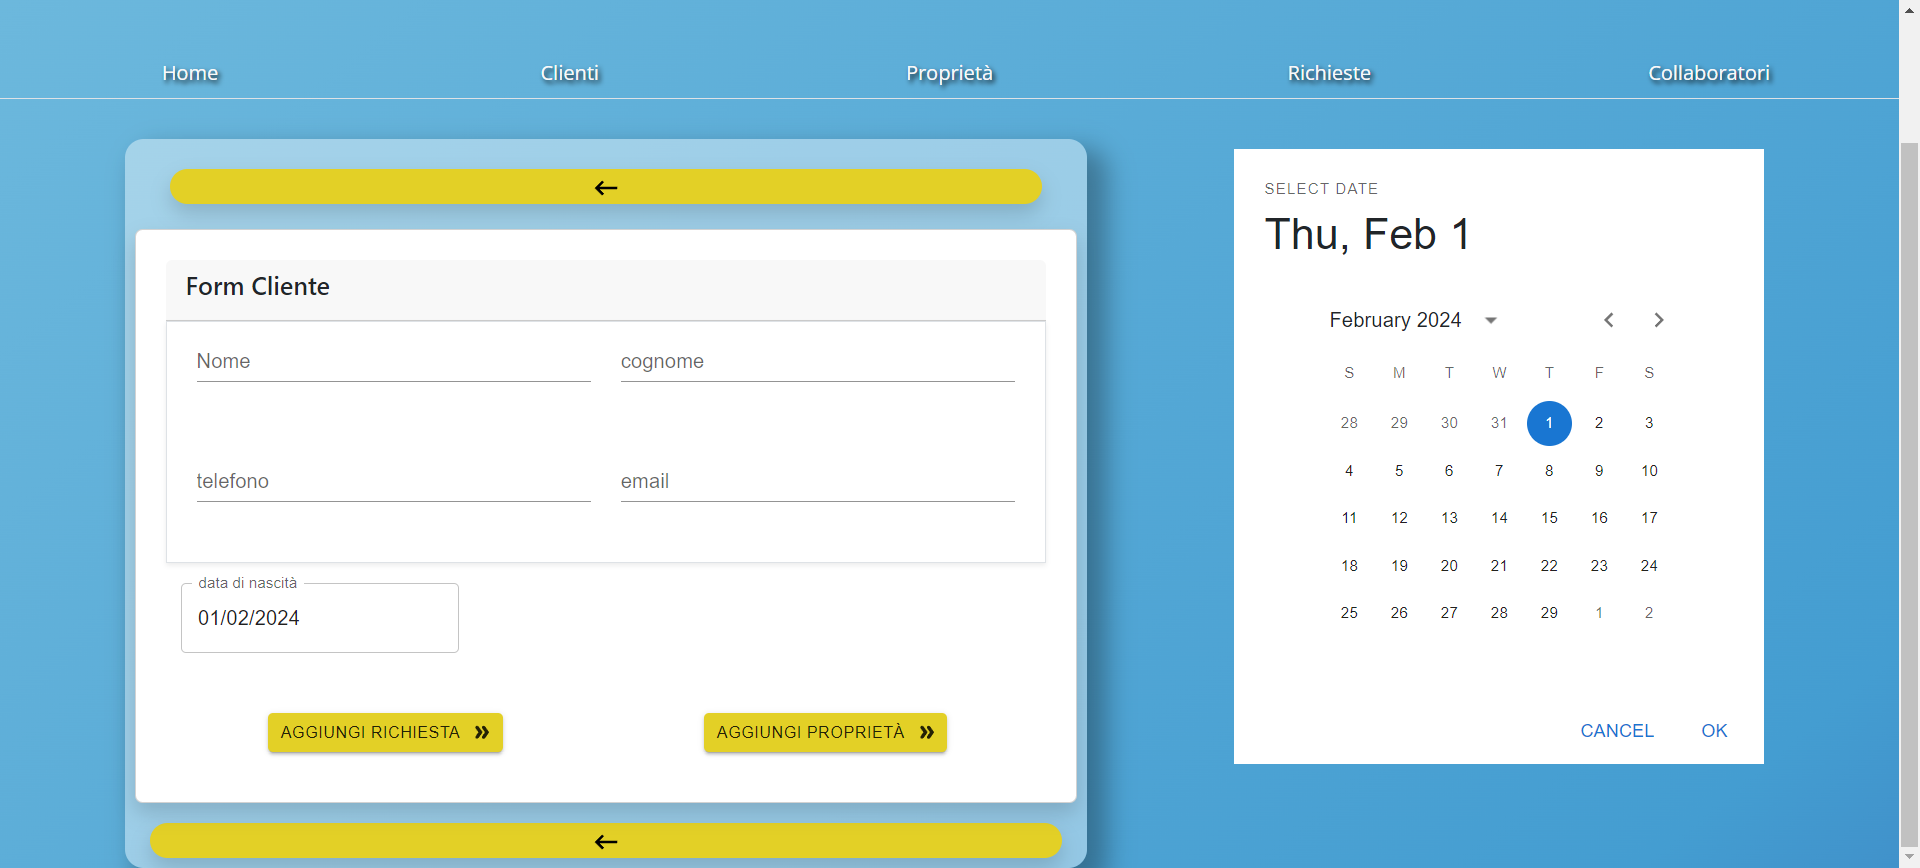 Home Clienti Proprietà Richieste Collaboratori
Form Cliente
Nome cognome
telefono email
data di nascità
01/02/2024
AGGIUNGI RICHIESTA AGGIUNGI PROPRIETÀ
SELECT DATE
Thu, Feb 1
February 2024
S M T W T F S
28 29 30 31 1 2 3
4 5 6 7 8 9 10
11 12 13 14 15 16 17
18 19 20 21 22 23 24
25 26 27 28 29 1 2
CANCEL OK